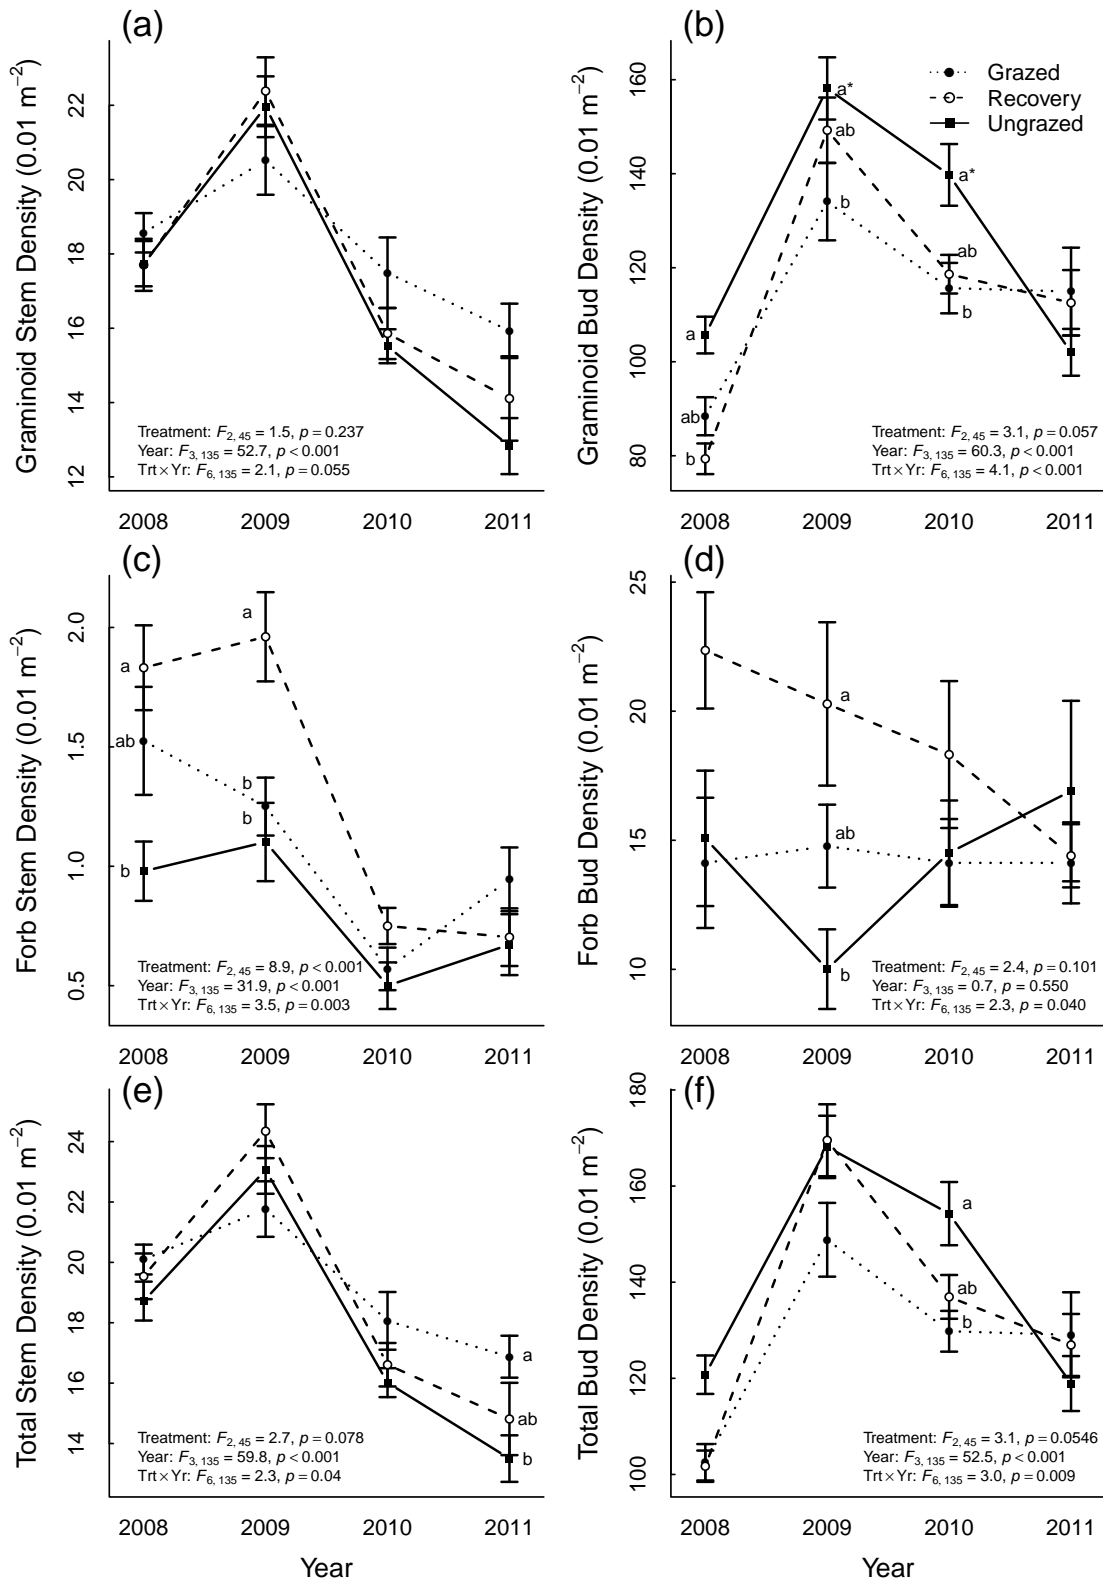 (a)
Graminoid Stem Density (0.01 m⁻²)
22
20
18
16
14
12
Treatment: F2, 45 = 1.5, p = 0.237
Year: F3, 135 = 52.7, p < 0.001
Trt×Yr: F6, 135 = 2.1, p = 0.055
2008 2009 2010 2011
(b)
Graminoid Bud Density (0.01 m⁻²)
160
140
120
100
80
Grazed
Recovery
Ungrazed
a*
ab
b
a*
ab
b
a
ab
b
Treatment: F2, 45 = 3.1, p = 0.057
Year: F3, 135 = 60.3, p < 0.001
Trt×Yr: F6, 135 = 4.1, p < 0.001
2008 2009 2010 2011
(c)
Forb Stem Density (0.01 m⁻²)
2.0
1.5
1.0
0.5
a
a
ab
b
b
b
Treatment: F2, 45 = 8.9, p < 0.001
Year: F3, 135 = 31.9, p < 0.001
Trt×Yr: F6, 135 = 3.5, p = 0.003
2008 2009 2010 2011
(d)
Forb Bud Density (0.01 m⁻²)
25
20
15
10
a
ab
b
Treatment: F2, 45 = 2.4, p = 0.101
Year: F3, 135 = 0.7, p = 0.550
Trt×Yr: F6, 135 = 2.3, p = 0.040
2008 2009 2010 2011
(e)
Total Stem Density (0.01 m⁻²)
24
22
20
18
16
14
a
ab
b
Treatment: F2, 45 = 2.7, p = 0.078
Year: F3, 135 = 59.8, p < 0.001
Trt×Yr: F6, 135 = 2.3, p = 0.04
2008 2009 2010 2011
Year
(f)
Total Bud Density (0.01 m⁻²)
180
160
140
120
100
a
ab
b
Treatment: F2, 45 = 3.1, p = 0.0546
Year: F3, 135 = 52.5, p < 0.001
Trt×Yr: F6, 135 = 3.0, p = 0.009
2008 2009 2010 2011
Year